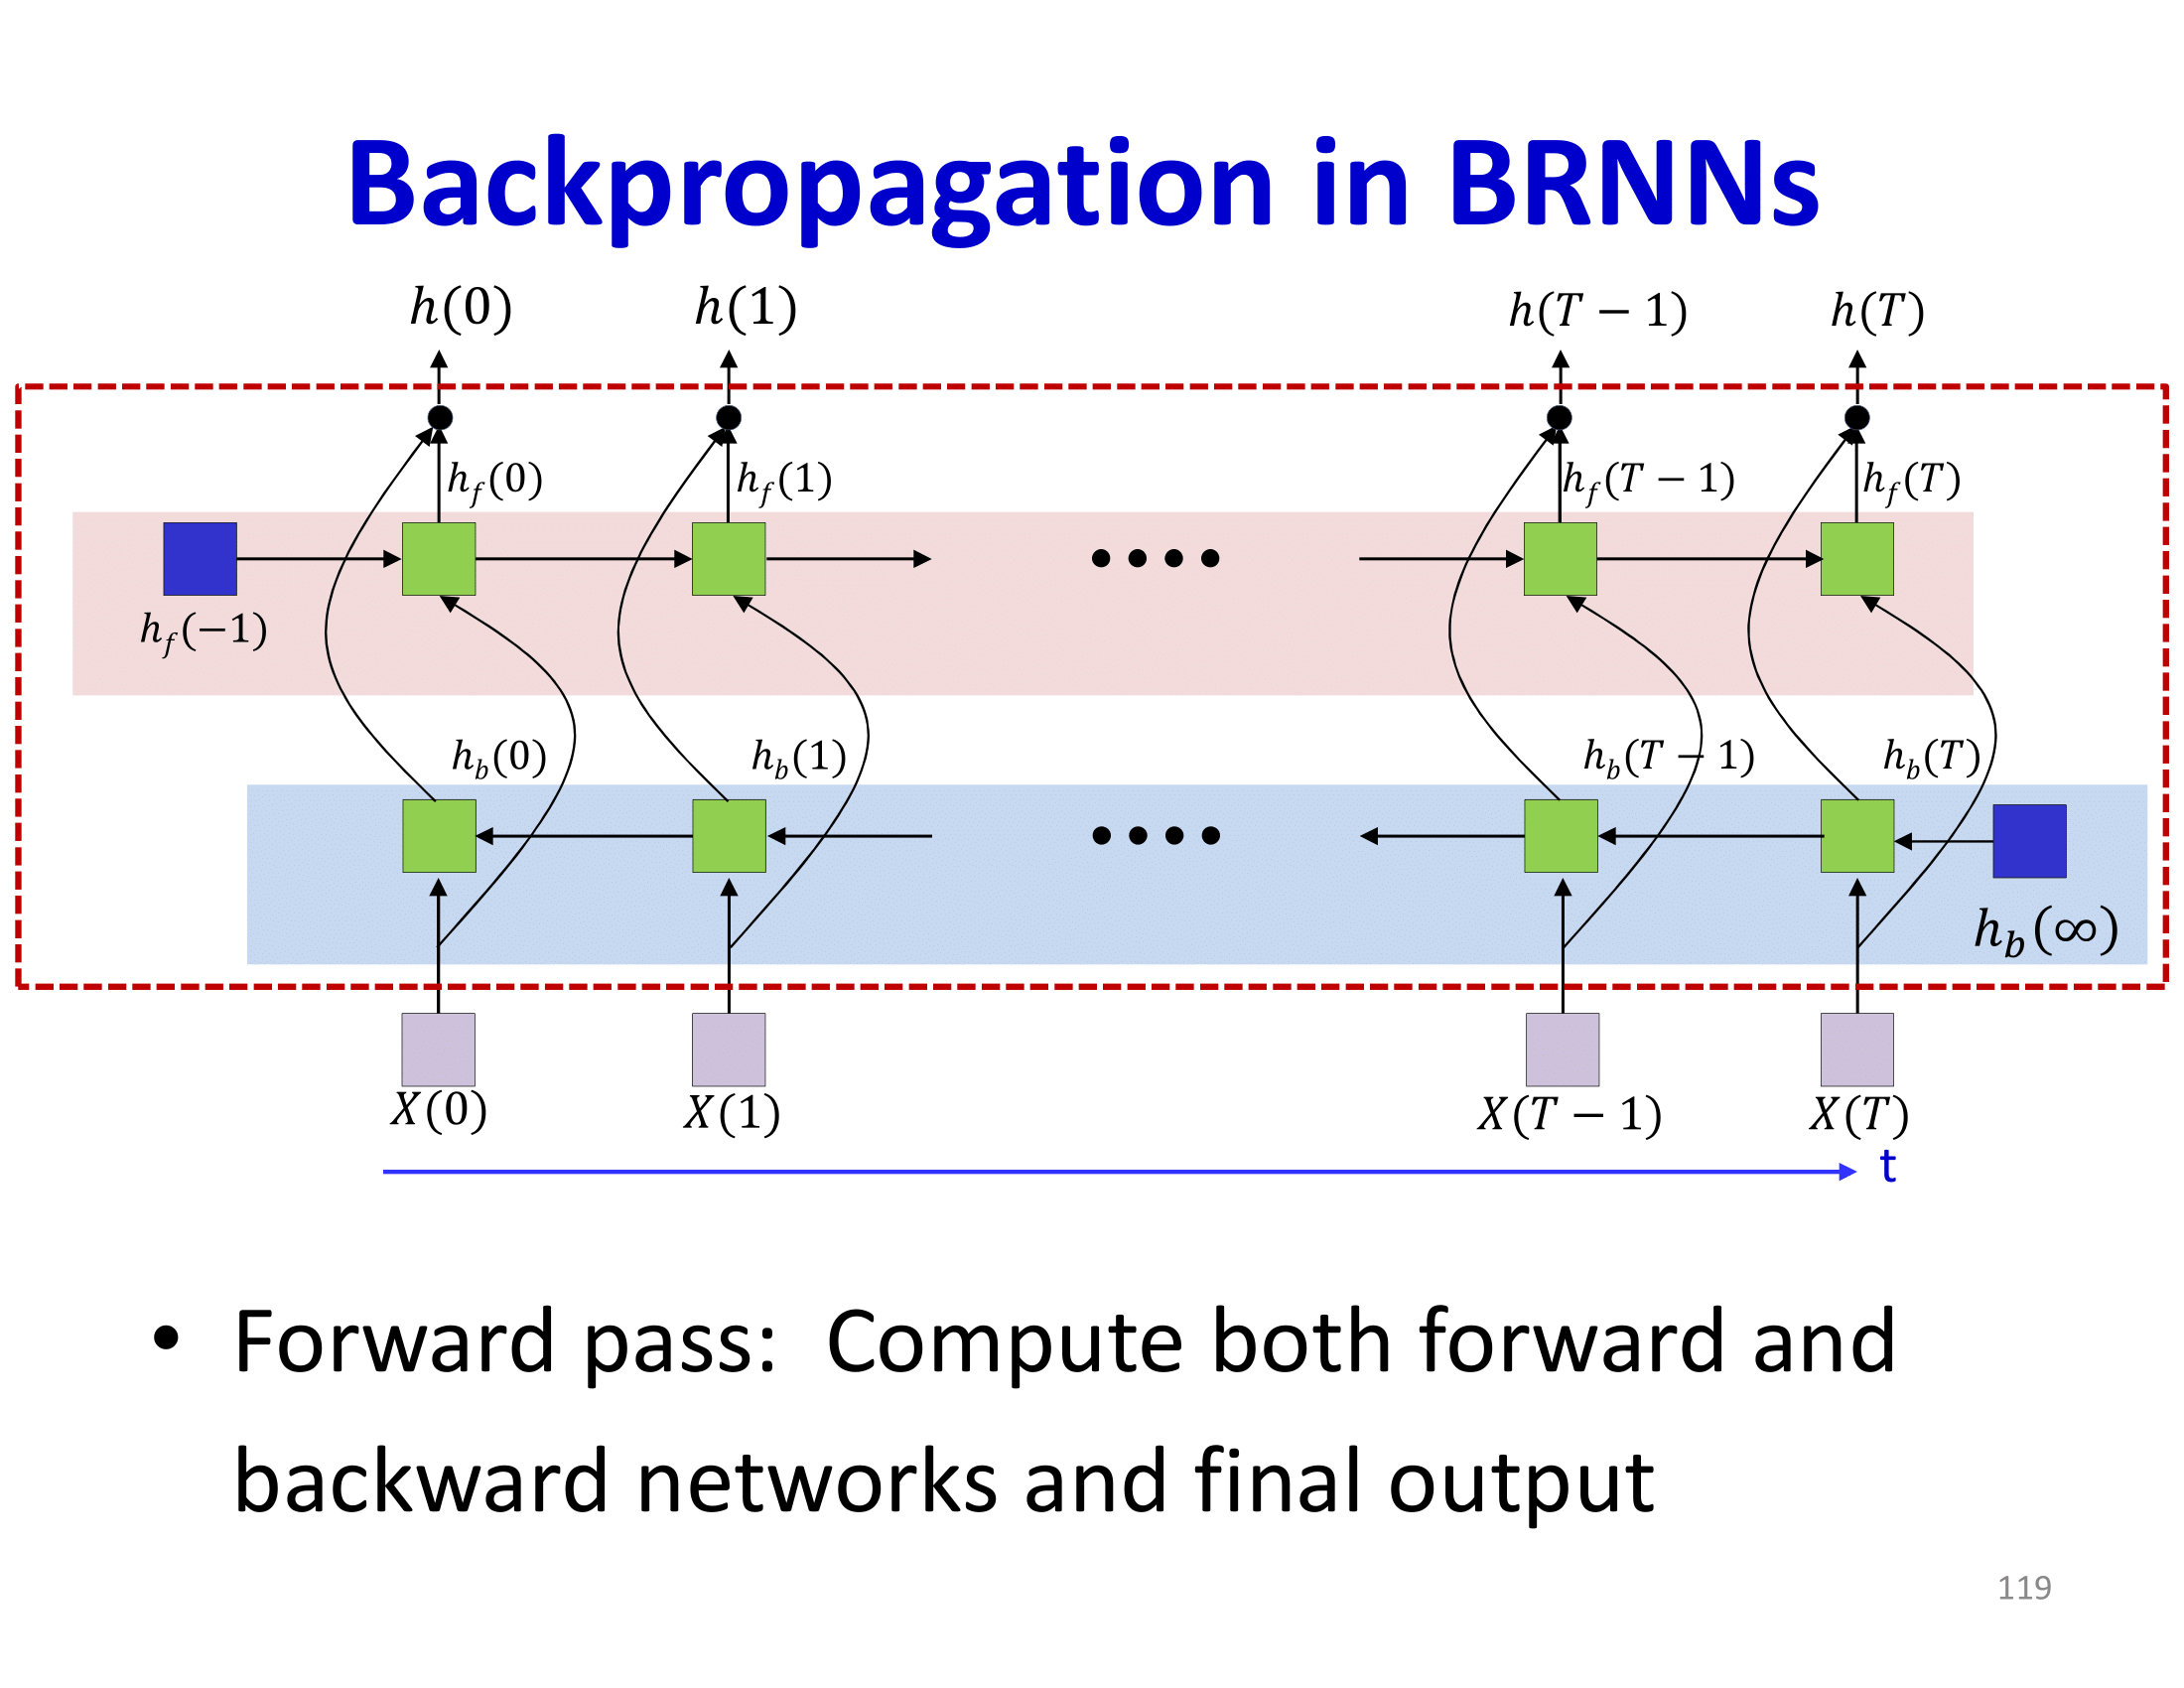 Backpropagation in BRNNs
h(0) h(1) h(T − 1) h(T)
h_f(0) h_f(1) h_f(T − 1) h_f(T)
h_f(−1)
h_b(0) h_b(1) h_b(T − 1) h_b(T)
h_b(∞)
X(0) X(1) X(T − 1) X(T)
t
• Forward pass: Compute both forward and
backward networks and final output
119